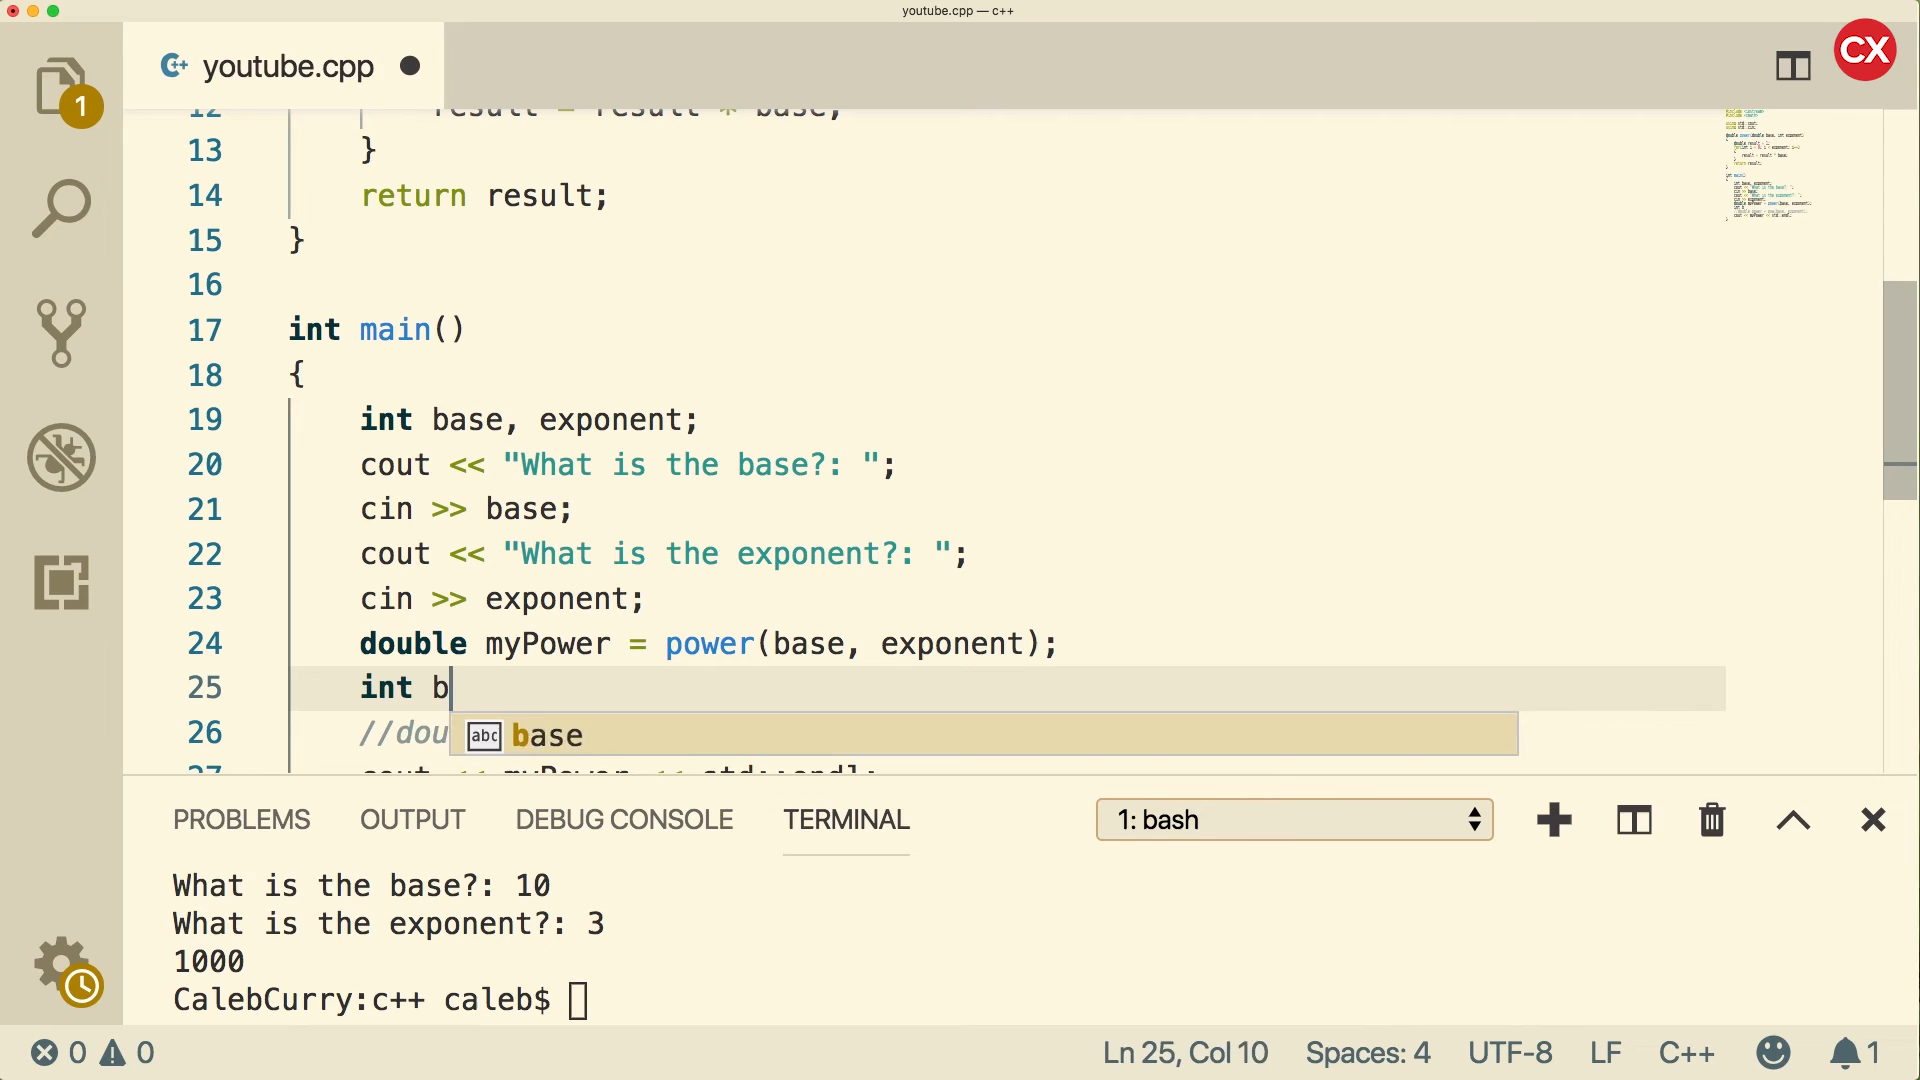 youtube.cpp — c++
youtube.cpp
CX
1
12 result = result * base;
13 }
14 return result;
15 }
16
17 int main()
18 {
19 int base, exponent;
20 cout << "What is the base?: ";
21 cin >> base;
22 cout << "What is the exponent?: ";
23 cin >> exponent;
24 double myPower = power(base, exponent);
25 int b
26 //dou
abc base
27 cout << myPower << std::endl;
PROBLEMS OUTPUT DEBUG CONSOLE TERMINAL 1: bash
What is the base?: 10
What is the exponent?: 3
1000
CalebCurry:c++ caleb$
0 0 Ln 25, Col 10 Spaces: 4 UTF-8 LF C++ 1